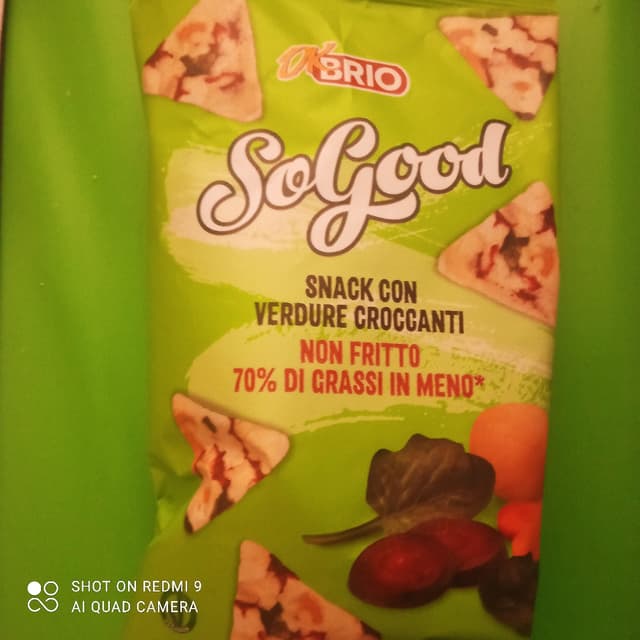 OK BRIO
SoGood
SNACK CON
VERDURE CROCCANTI
NON FRITTO
70% DI GRASSI IN MENO*
SHOT ON REDMI 9
AI QUAD CAMERA